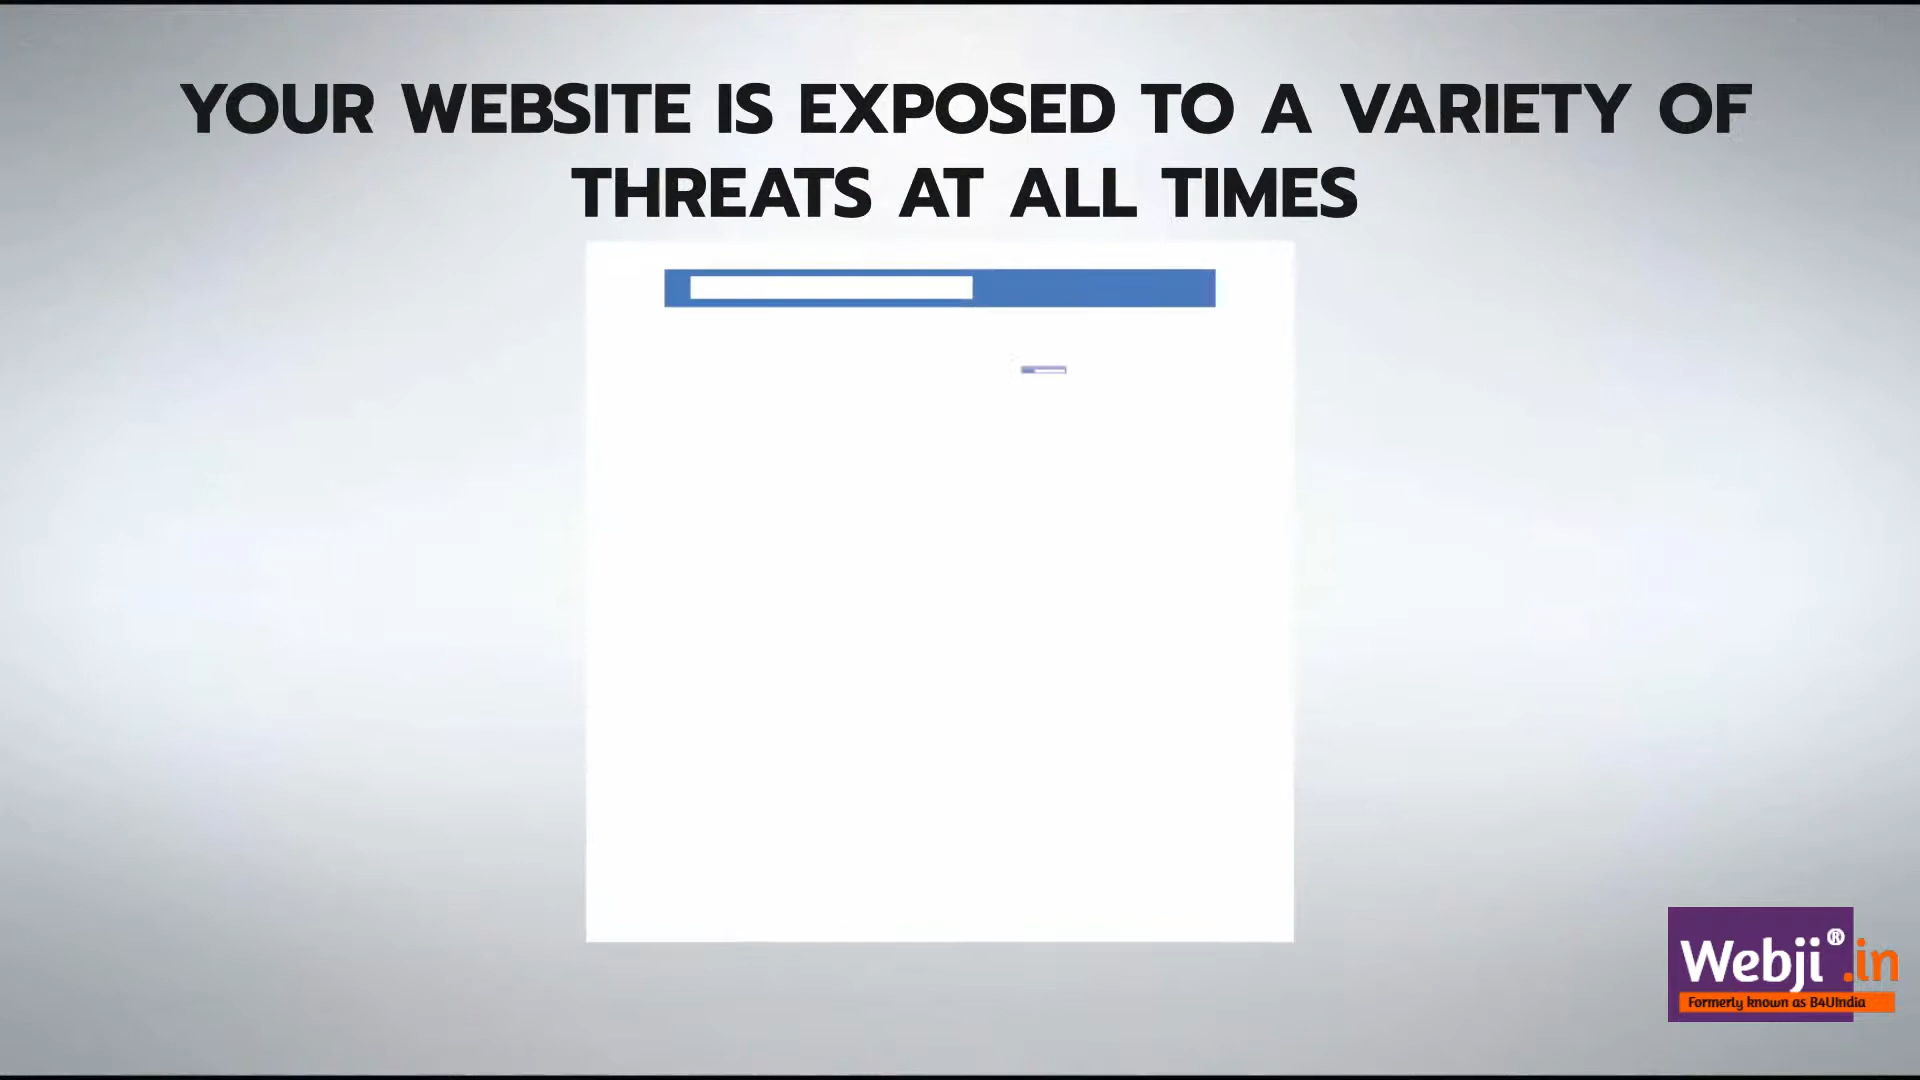 YOUR WEBSITE IS EXPOSED TO A VARIETY OF
THREATS AT ALL TIMES
Webji®.in
Formerly known as B4UIndia